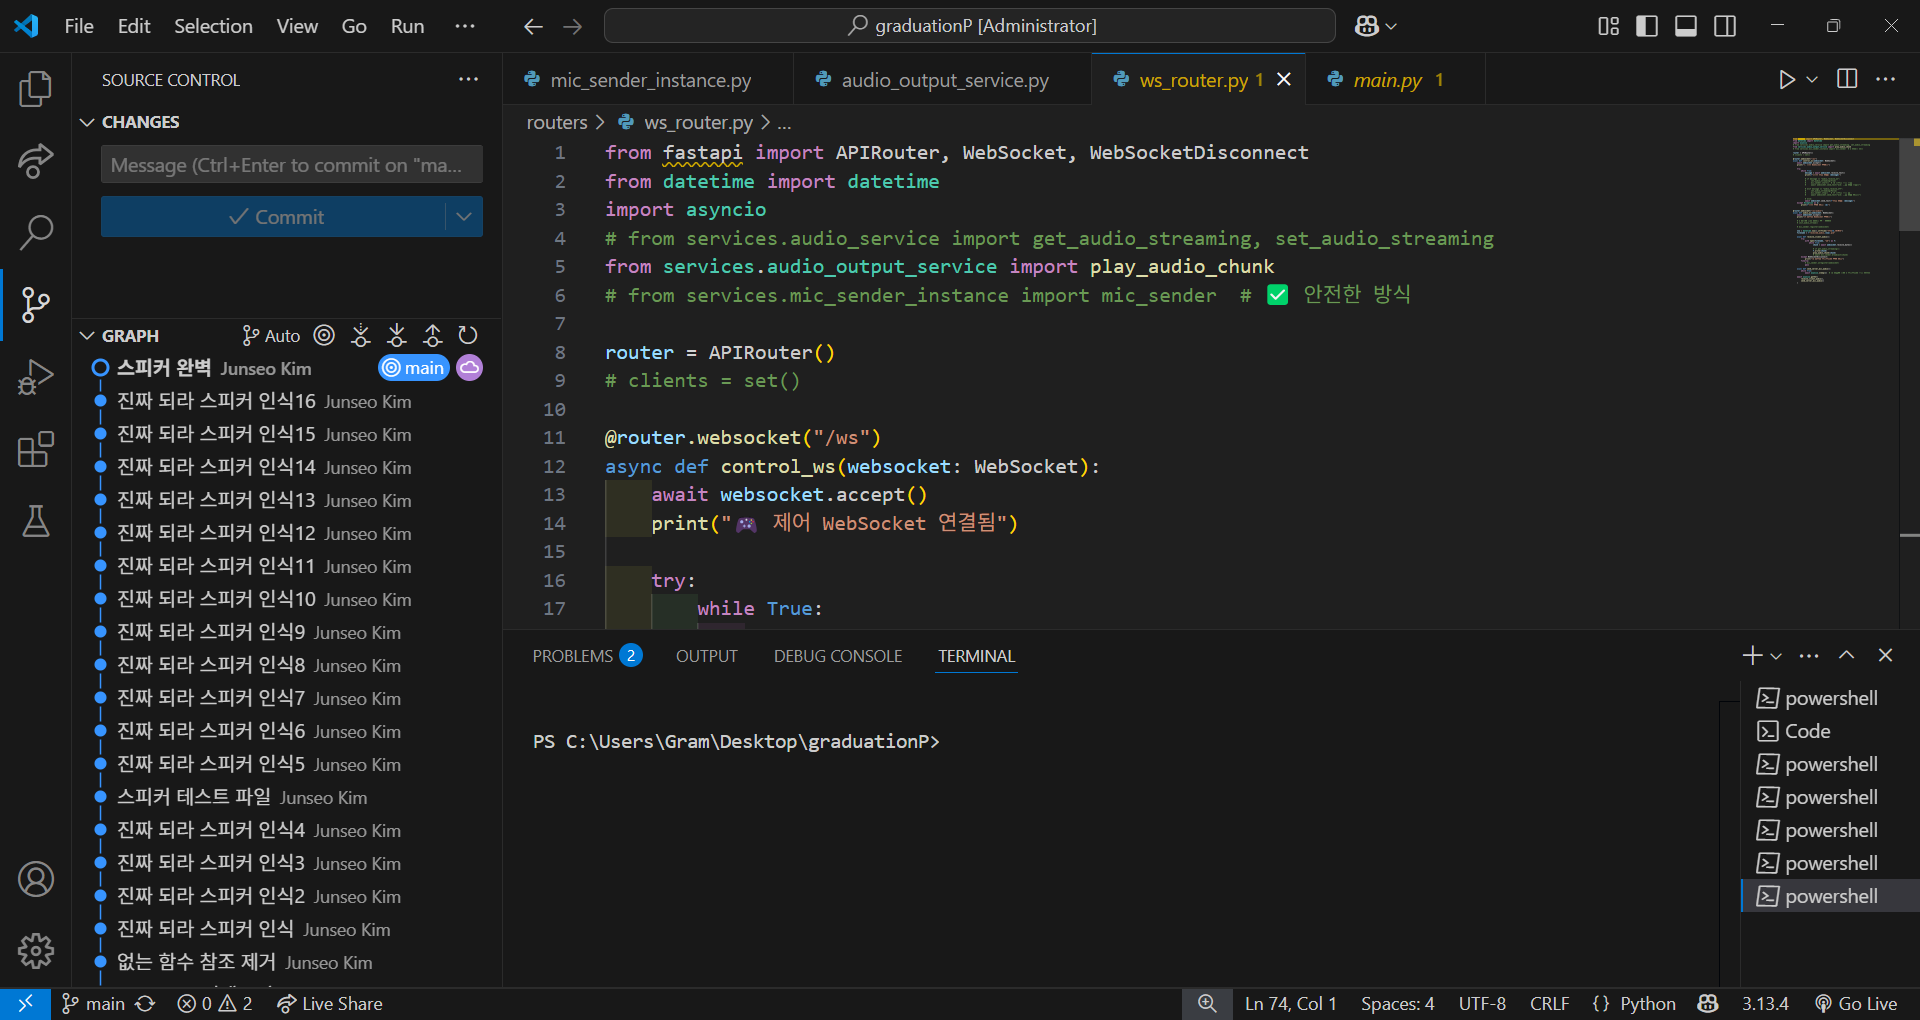 File Edit Selection View Go Run ···
graduationP [Administrator]
SOURCE CONTROL ···
CHANGES
Message (Ctrl+Enter to commit on "ma...
Commit
GRAPH Auto
스피커 완벽 Junseo Kim main
진짜 되라 스피커 인식16 Junseo Kim
진짜 되라 스피커 인식15 Junseo Kim
진짜 되라 스피커 인식14 Junseo Kim
진짜 되라 스피커 인식13 Junseo Kim
진짜 되라 스피커 인식12 Junseo Kim
진짜 되라 스피커 인식11 Junseo Kim
진짜 되라 스피커 인식10 Junseo Kim
진짜 되라 스피커 인식9 Junseo Kim
진짜 되라 스피커 인식8 Junseo Kim
진짜 되라 스피커 인식7 Junseo Kim
진짜 되라 스피커 인식6 Junseo Kim
진짜 되라 스피커 인식5 Junseo Kim
스피커 테스트 파일 Junseo Kim
진짜 되라 스피커 인식4 Junseo Kim
진짜 되라 스피커 인식3 Junseo Kim
진짜 되라 스피커 인식2 Junseo Kim
진짜 되라 스피커 인식 Junseo Kim
없는 함수 참조 제거 Junseo Kim
mic_sender_instance.py audio_output_service.py ws_router.py 1 main.py 1
routers > ws_router.py > ...
1 from fastapi import APIRouter, WebSocket, WebSocketDisconnect
2 from datetime import datetime
3 import asyncio
4 # from services.audio_service import get_audio_streaming, set_audio_streaming
5 from services.audio_output_service import play_audio_chunk
6 # from services.mic_sender_instance import mic_sender # ✅ 안전한 방식
7
8 router = APIRouter()
9 # clients = set()
10
11 @router.websocket("/ws")
12 async def control_ws(websocket: WebSocket):
13 await websocket.accept()
14 print("🎮 제어 WebSocket 연결됨")
15
16 try:
17 while True:
PROBLEMS 2 OUTPUT DEBUG CONSOLE TERMINAL
PS C:\Users\Gram\Desktop\graduationP>
powershell
Code
powershell
powershell
powershell
powershell
powershell
main 0 2 Live Share Ln 74, Col 1 Spaces: 4 UTF-8 CRLF {} Python 3.13.4 Go Live